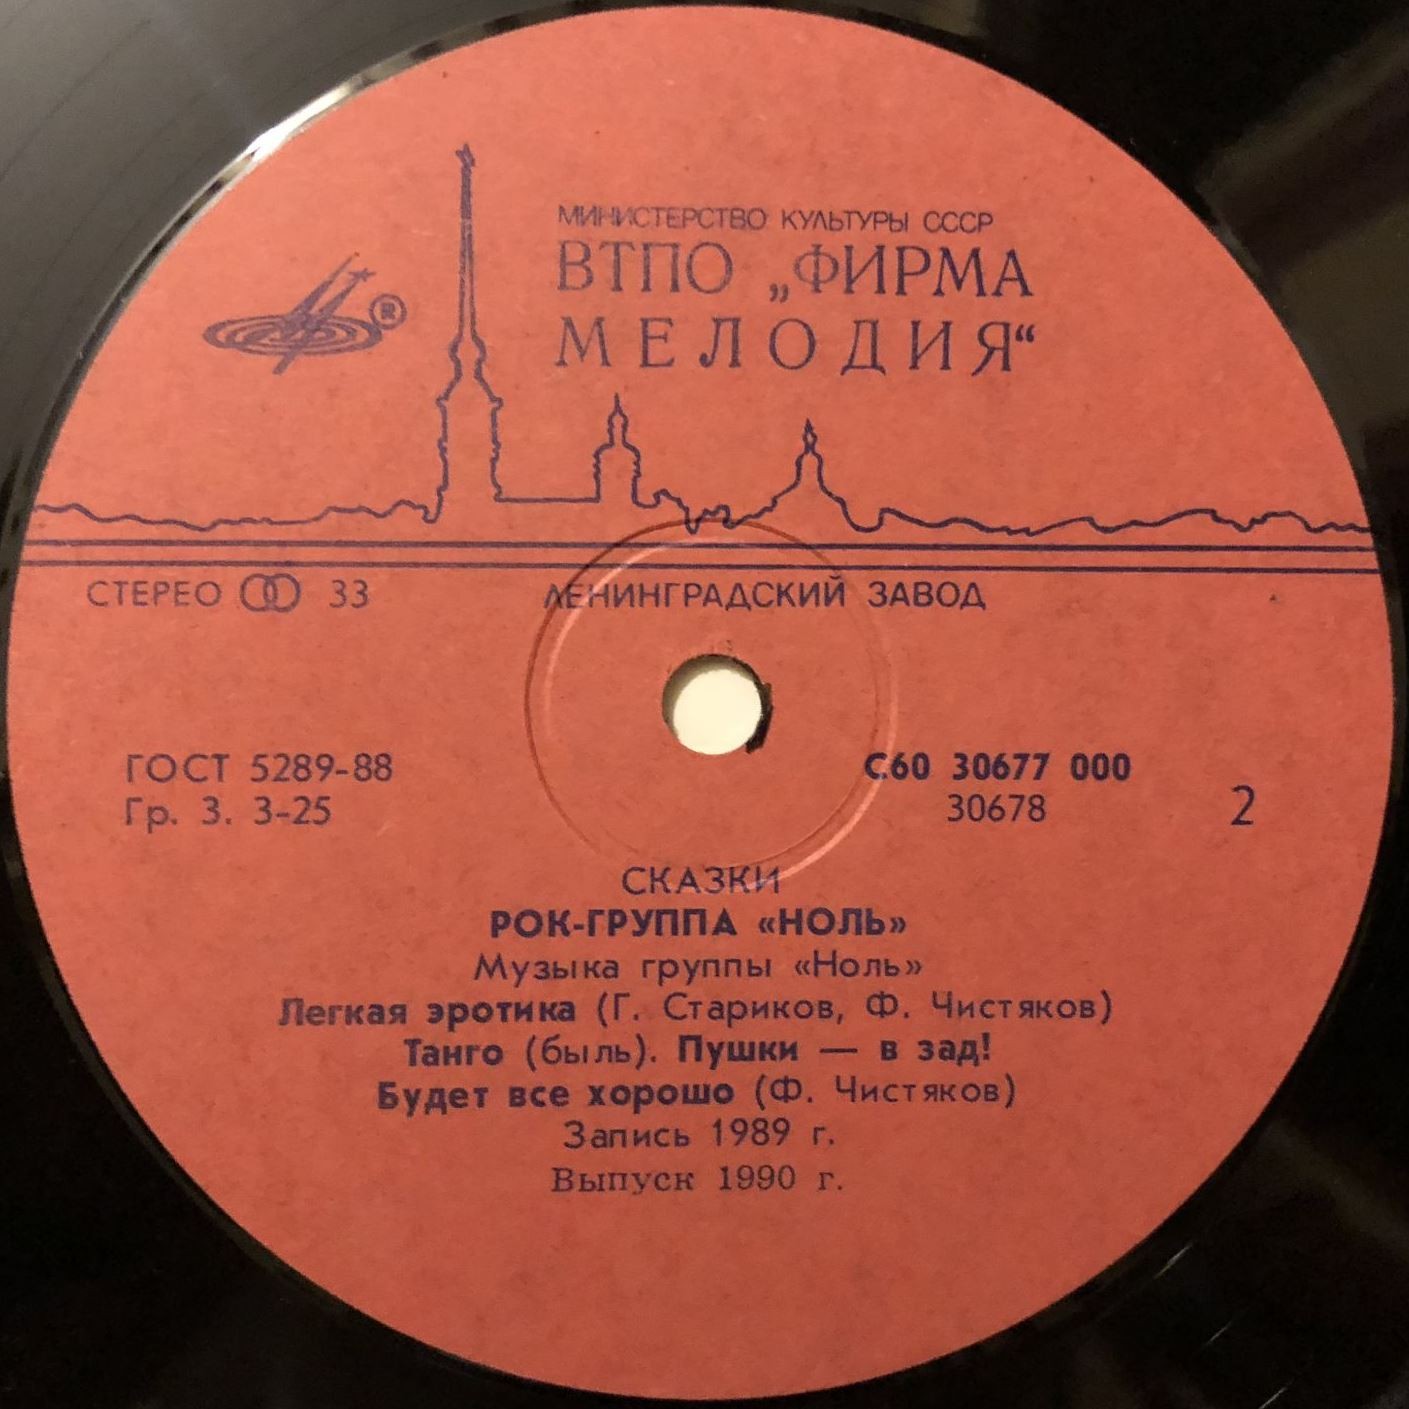 МИНИСТЕРСТВО КУЛЬТУРЫ СССР
ВТПО „ФИРМА
МЕЛОДИЯ“
®
СТЕРЕО 33
ЛЕНИНГРАДСКИЙ ЗАВОД
ГОСТ 5289-88
Гр. 3. 3-25
С60 30677 000
30678
2
СКАЗКИ
РОК-ГРУППА «НОЛЬ»
Музыка группы «Ноль»
Легкая эротика (Г. Стариков, Ф. Чистяков)
Танго (быль). Пушки — в зад!
Будет все хорошо (Ф. Чистяков)
Запись 1989 г.
Выпуск 1990 г.